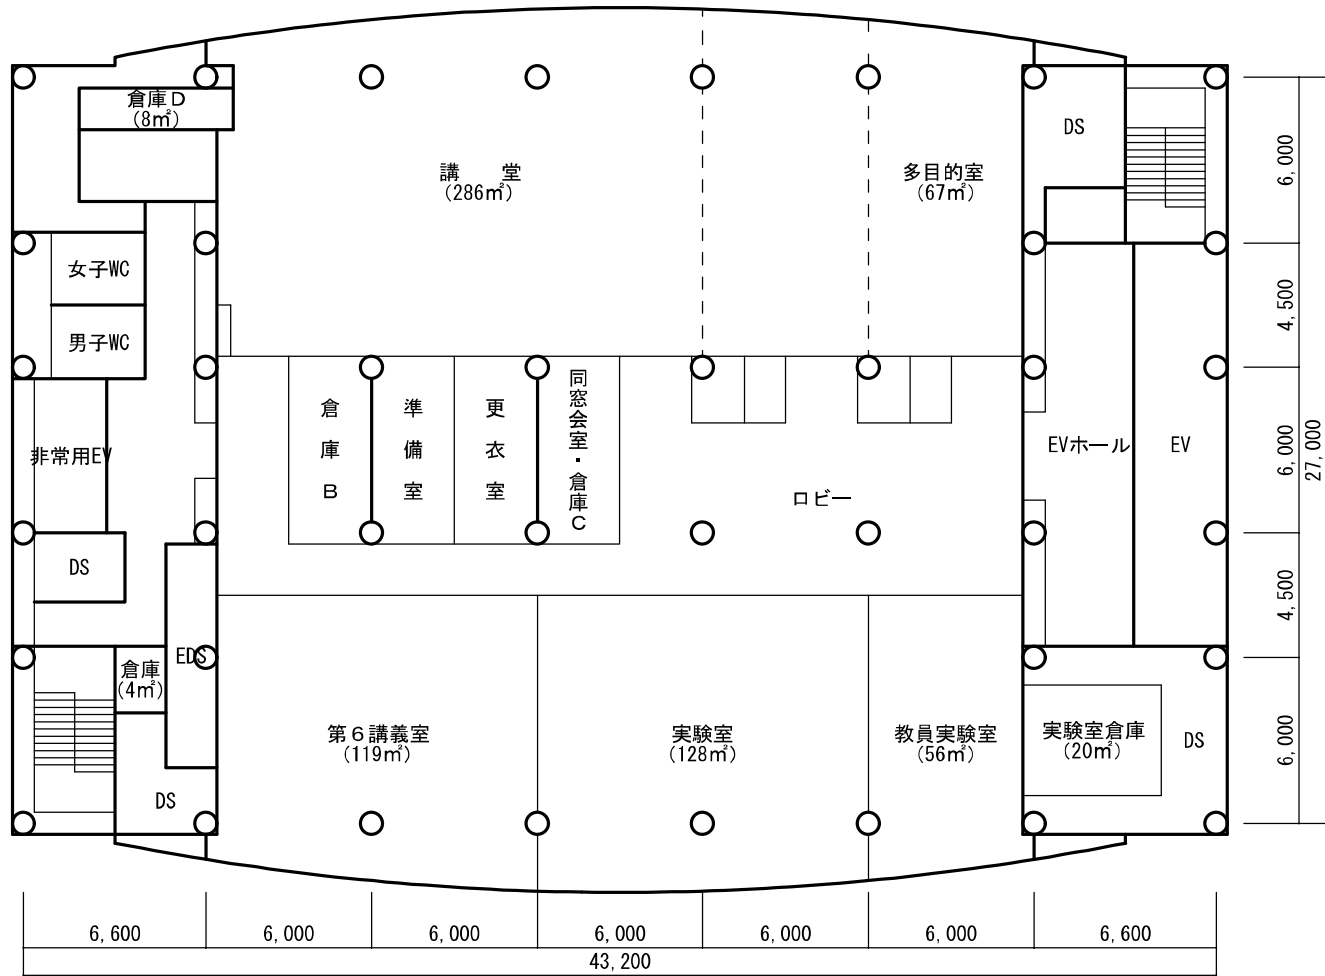 倉庫D
(8㎡)
講 堂
(286㎡)
多目的室
(67㎡)
DS
女子WC
男子WC
非常用EV
DS
倉庫B
準備室
更衣室
同窓会室・倉庫C
ロビー
EVホール
EV
EDS
倉庫
(4㎡)
DS
第6講義室
(119㎡)
実験室
(128㎡)
教員実験室
(56㎡)
実験室倉庫
(20㎡)
DS
6,000
4,500
6,000
4,500
6,000
27,000
6,600
6,000
6,000
6,000
6,000
6,000
6,600
43,200